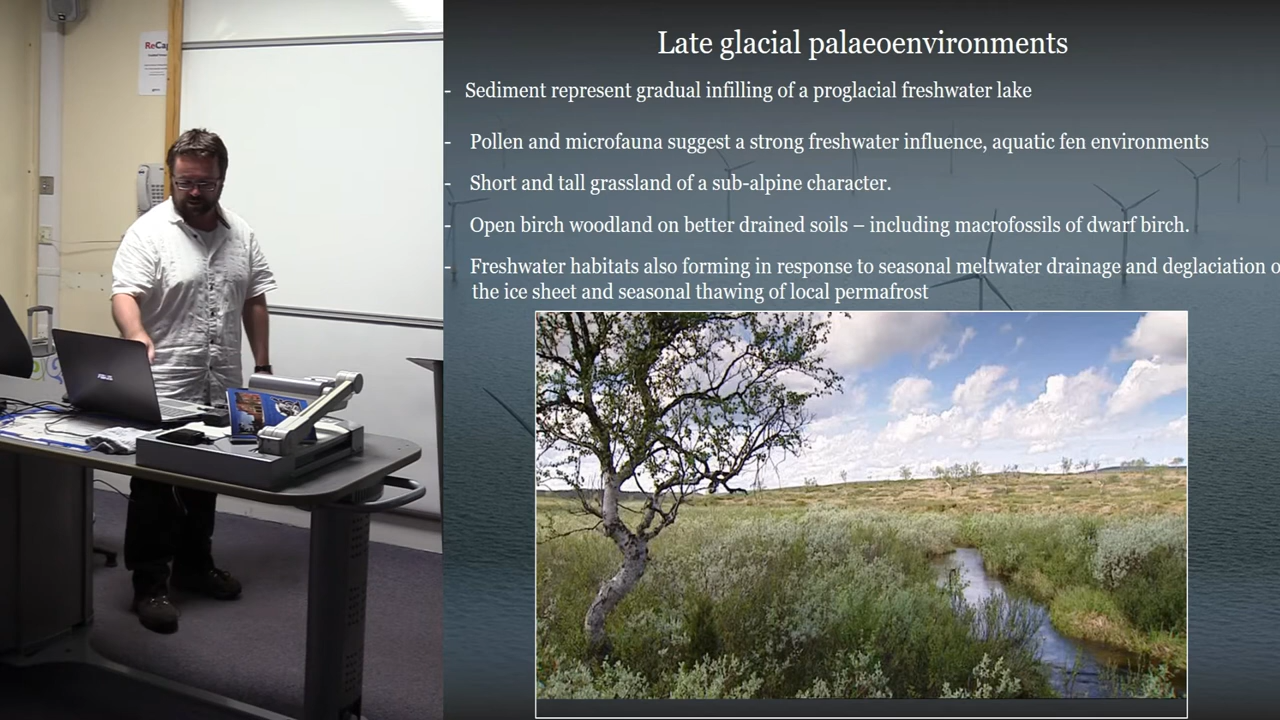 ReCap
Late glacial palaeoenvironments
- Sediment represent gradual infilling of a proglacial freshwater lake
- Pollen and microfauna suggest a strong freshwater influence, aquatic fen environments
- Short and tall grassland of a sub-alpine character.
- Open birch woodland on better drained soils – including macrofossils of dwarf birch.
- Freshwater habitats also forming in response to seasonal meltwater drainage and deglaciation o
the ice sheet and seasonal thawing of local permafrost
ASUS